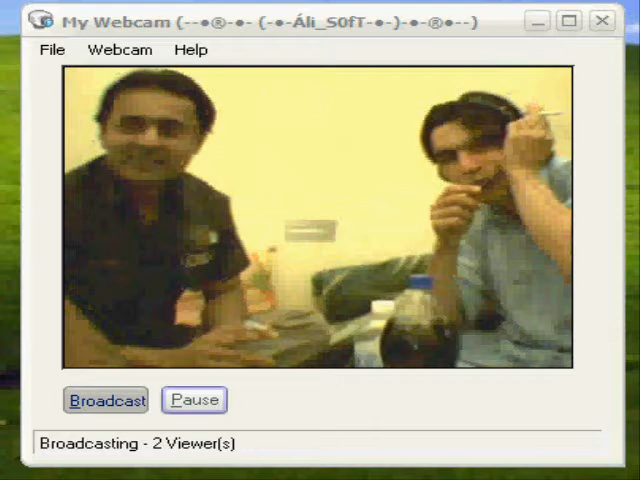 My Webcam (--●®-●- (-●-Áli_S0fT-●-)-●-®●--)
File Webcam Help
Broadcast Pause
Broadcasting - 2 Viewer(s)